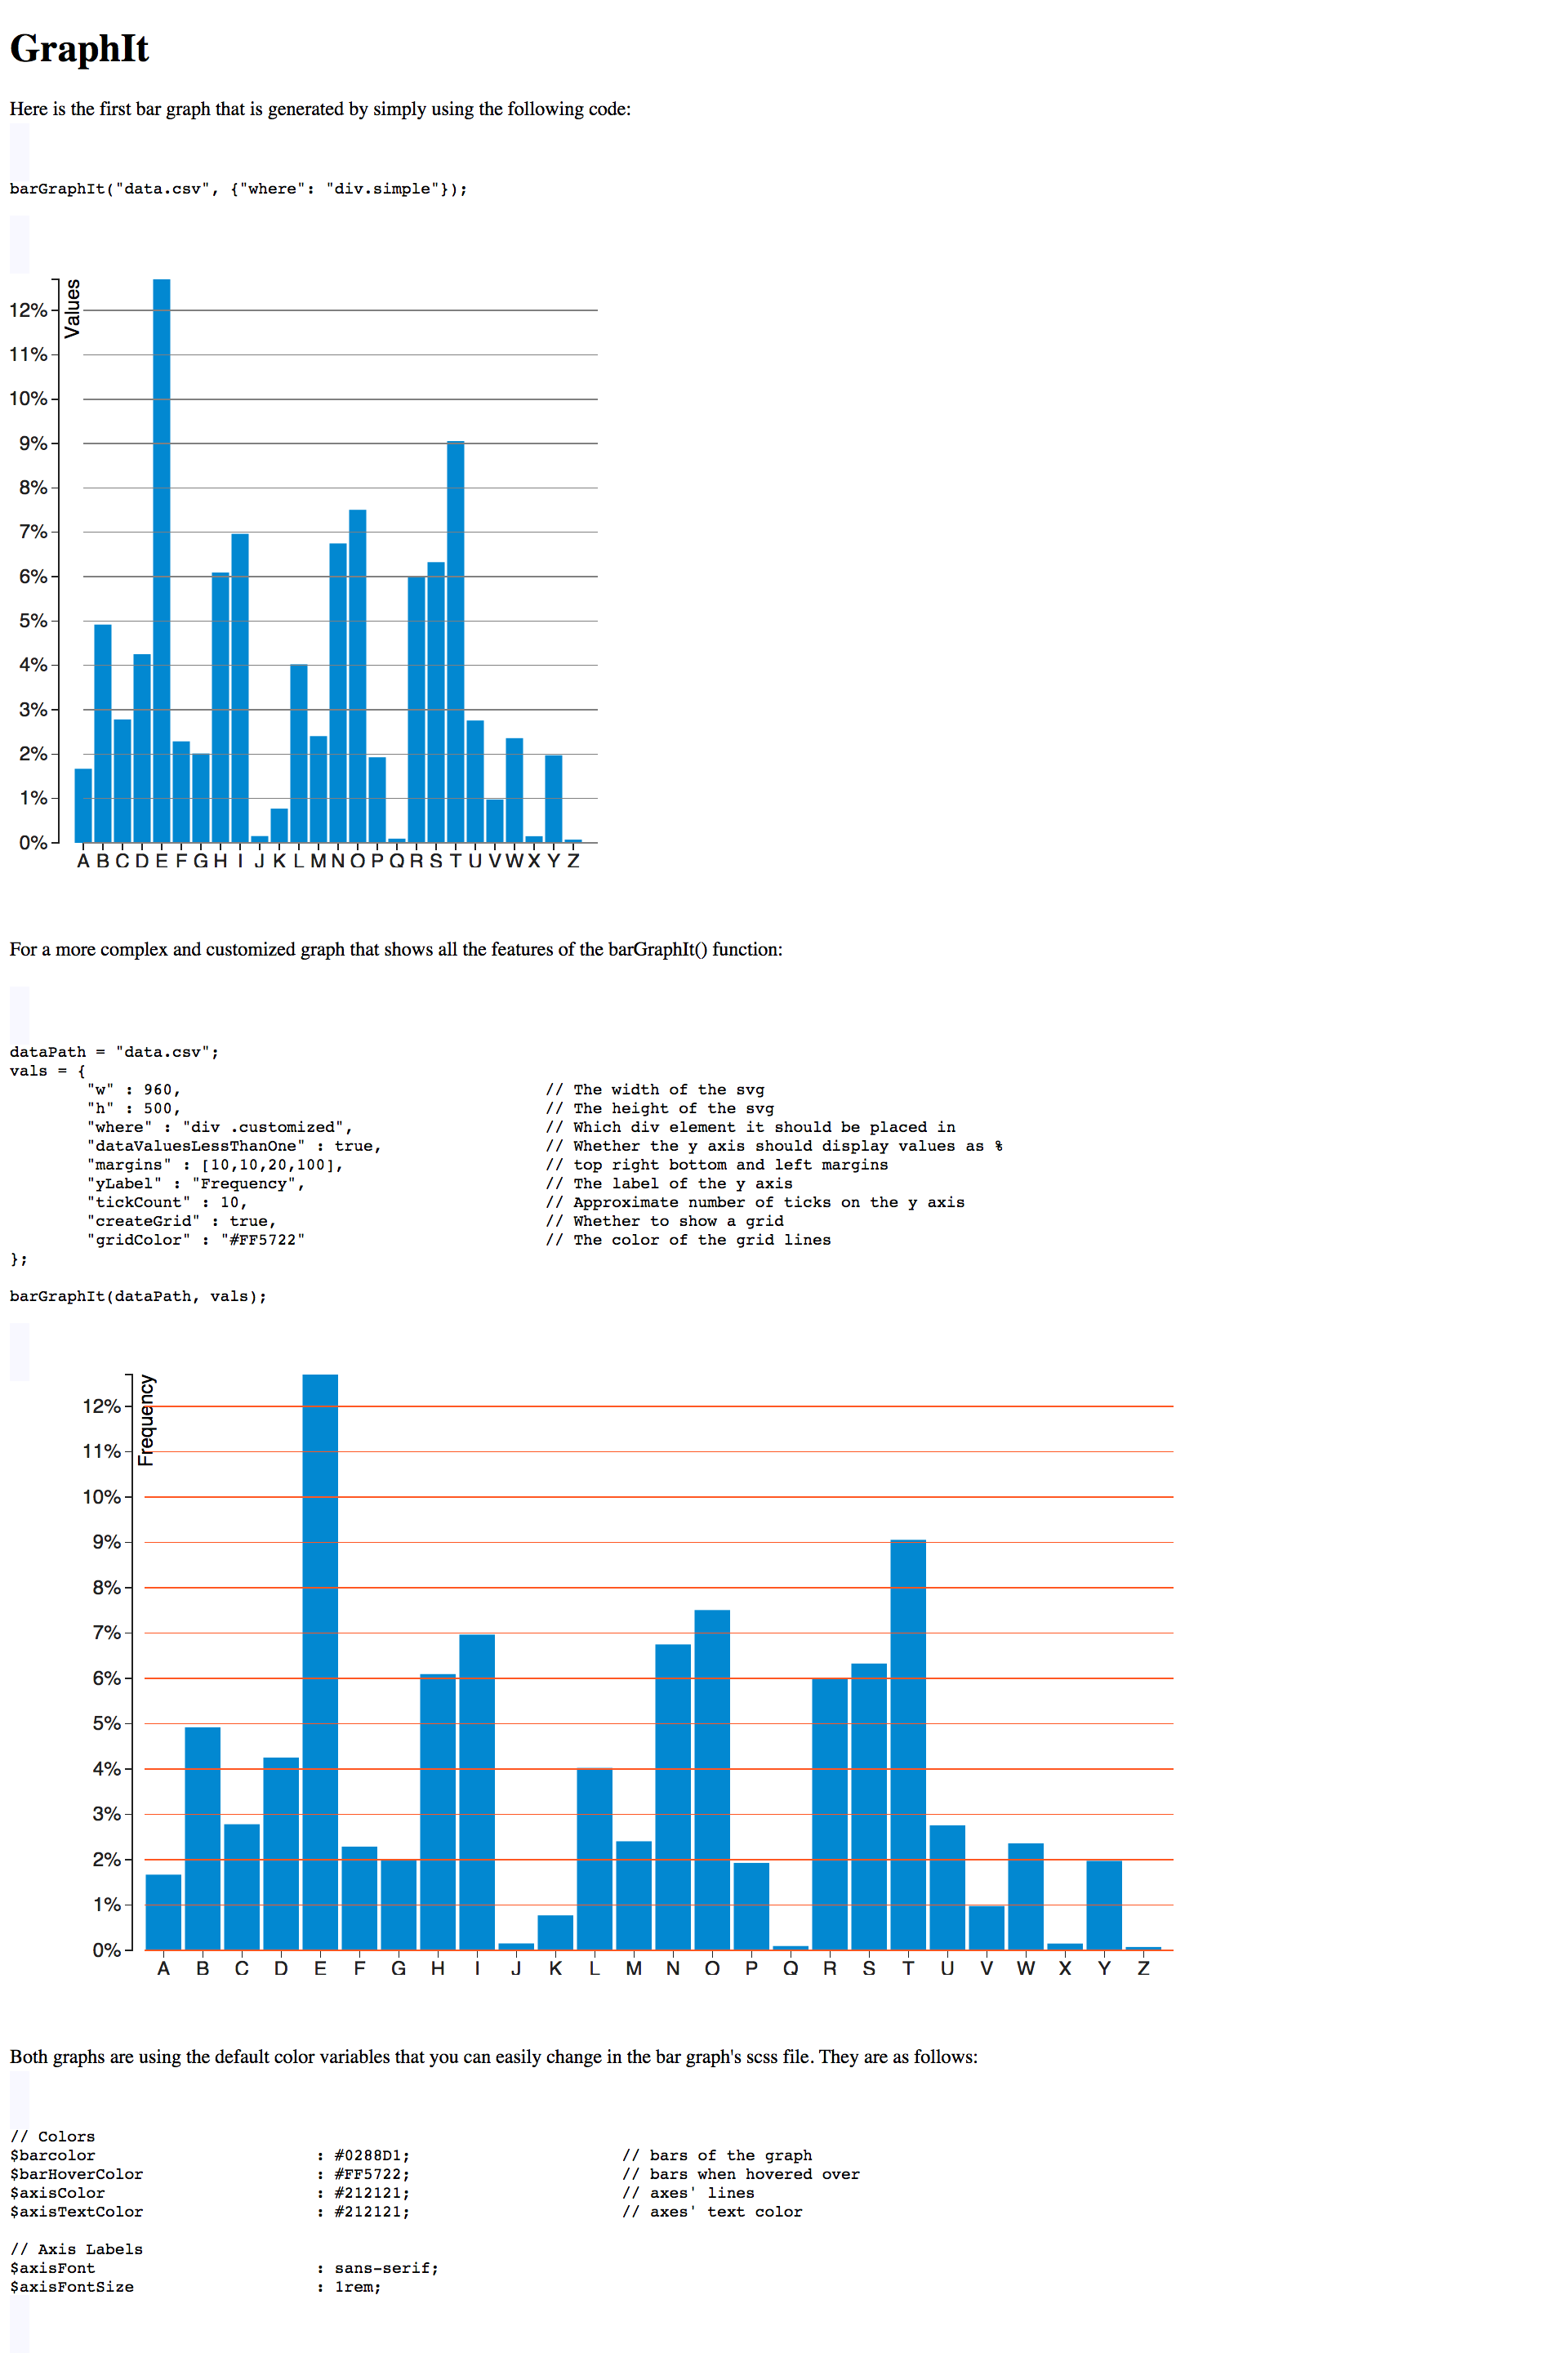 GraphIt
Here is the first bar graph that is generated by simply using the following code:
barGraphIt("data.csv", {"where": "div.simple"});
Values
12%
11%
10%
9%
8%
7%
6%
5%
4%
3%
2%
1%
0%
A B C D E F G H I J K L M N O P Q R S T U V W X Y Z
For a more complex and customized graph that shows all the features of the barGraphIt() function:
dataPath = "data.csv";
vals = {
"w" : 960, // The width of the svg
"h" : 500, // The height of the svg
"where" : "div .customized", // Which div element it should be placed in
"dataValuesLessThanOne" : true, // Whether the y axis should display values as %
"margins" : [10,10,20,100], // top right bottom and left margins
"yLabel" : "Frequency", // The label of the y axis
"tickCount" : 10, // Approximate number of ticks on the y axis
"createGrid" : true, // Whether to show a grid
"gridColor" : "#FF5722" // The color of the grid lines
};
barGraphIt(dataPath, vals);
Frequency
12%
11%
10%
9%
8%
7%
6%
5%
4%
3%
2%
1%
0%
A B C D E F G H I J K L M N O P Q R S T U V W X Y Z
Both graphs are using the default color variables that you can easily change in the bar graph's scss file. They are as follows:
// Colors
$barcolor : #0288D1; // bars of the graph
$barHoverColor : #FF5722; // bars when hovered over
$axisColor : #212121; // axes' lines
$axisTextColor : #212121; // axes' text color
// Axis Labels
$axisFont : sans-serif;
$axisFontSize : 1rem;